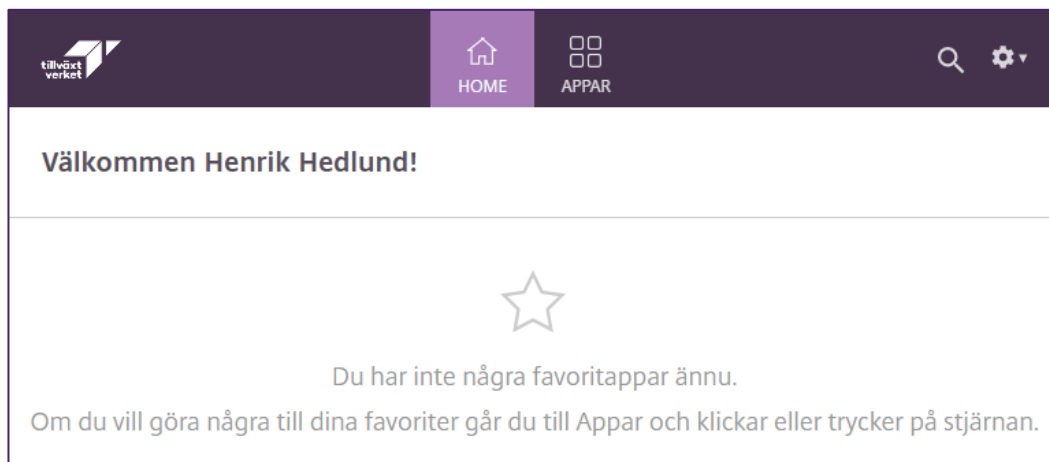 tillväxt
verket
HOME
APPAR
Välkommen Henrik Hedlund!
Du har inte några favoritappar ännu.
Om du vill göra några till dina favoriter går du till Appar och klickar eller trycker på stjärnan.